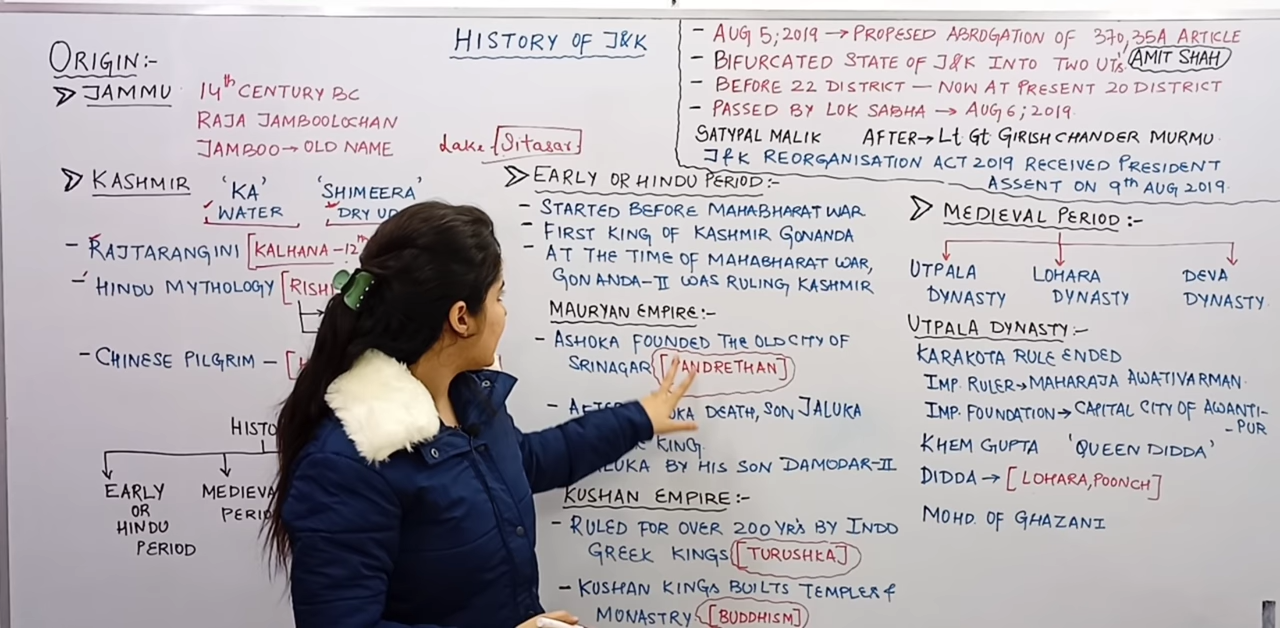 HISTORY OF J&K
ORIGIN:-
JAMMU
14th CENTURY BC
RAJA JAMBOOLOCHAN
JAMBOO → OLD NAME
Lake Sitasar
KASHMIR
'KA' 'SHIMEERA'
WATER DRY UP
- RAJTARANGINI [KALHANA - 12th
- HINDU MYTHOLOGY [RISHI
- CHINESE PILGRIM -
EARLY
OR
HINDU
PERIOD
EARLY OR HINDU PERIOD:-
- STARTED BEFORE MAHABHARAT WAR
- FIRST KING OF KASHMIR GONANDA
- AT THE TIME OF MAHABHARAT WAR,
GONANDA-II WAS RULING KASHMIR
MAURYAN EMPIRE:-
- ASHOKA FOUNDED THE OLD CITY OF
SRINAGAR
- DEATH, SON JALUKA
KING.
BY HIS SON DAMODAR-II
KUSHAN EMPIRE:-
- RULED FOR OVER 200 YR'S BY INDO
GREEK KINGS [TURUSHKA]
- KUSHAN KINGS BUILTS TEMPLES &
MONASTRY [BUDDHISM]
- AUG 5; 2019 → PROPESED ABROGATION OF 370, 35A ARTICLE
- BIFURCATED STATE OF J&K INTO TWO UT's AMIT SHAH
- BEFORE 22 DISTRICT - NOW AT PRESENT 20 DISTRICT
- PASSED BY LOK SABHA → AUG 6; 2019.
SATYPAL MALIK AFTER → Lt Gt GIRISH CHANDER MURMU.
J&K REORGANISATION ACT 2019 RECEIVED PRESIDENT
ASSENT ON 9th AUG 2019.
MEDIEVAL PERIOD:-
UTPALA DYNASTY
LOHARA DYNASTY
DEVA DYNASTY
UTPALA DYNASTY:-
KARAKOTA RULE ENDED
IMP. RULER → MAHARAJA AWATIVARMAN.
IMP. FOUNDATION → CAPITAL CITY OF AWANTI-
-PUR
KHEM GUPTA 'QUEEN DIDDA'
DIDDA → [LOHARA, POONCH]
MOHD. OF GHAZANI